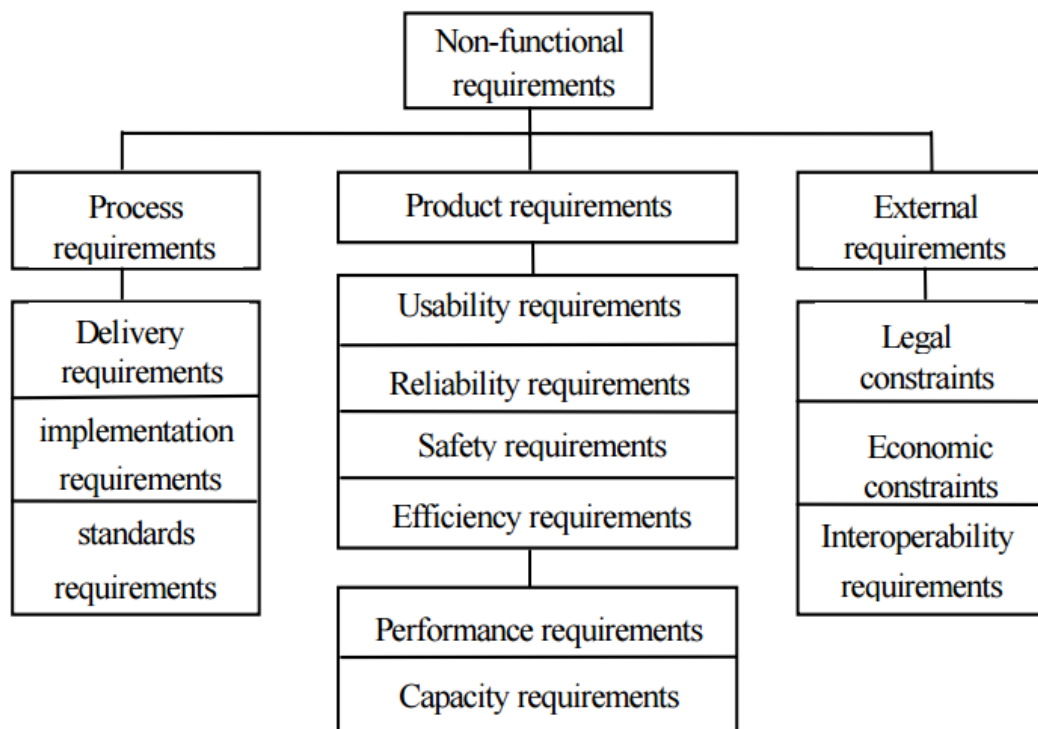 Non-functional
requirements
Process
requirements
Product requirements
External
requirements
Delivery
requirements
implementation
requirements
standards
requirements
Usability requirements
Reliability requirements
Safety requirements
Efficiency requirements
Performance requirements
Capacity requirements
Legal
constraints
Economic
constraints
Interoperability
requirements